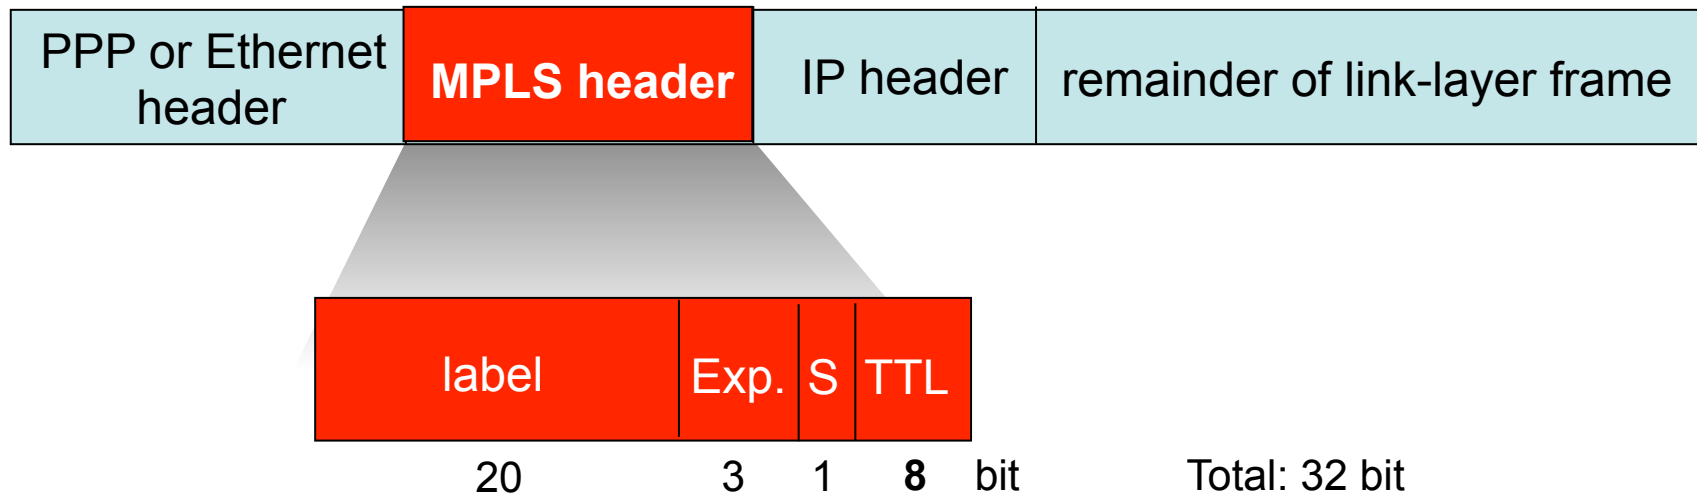 PPP or Ethernet
header
MPLS header
IP header
remainder of link-layer frame
label
Exp.
S
TTL
20 3 1 8 bit Total: 32 bit